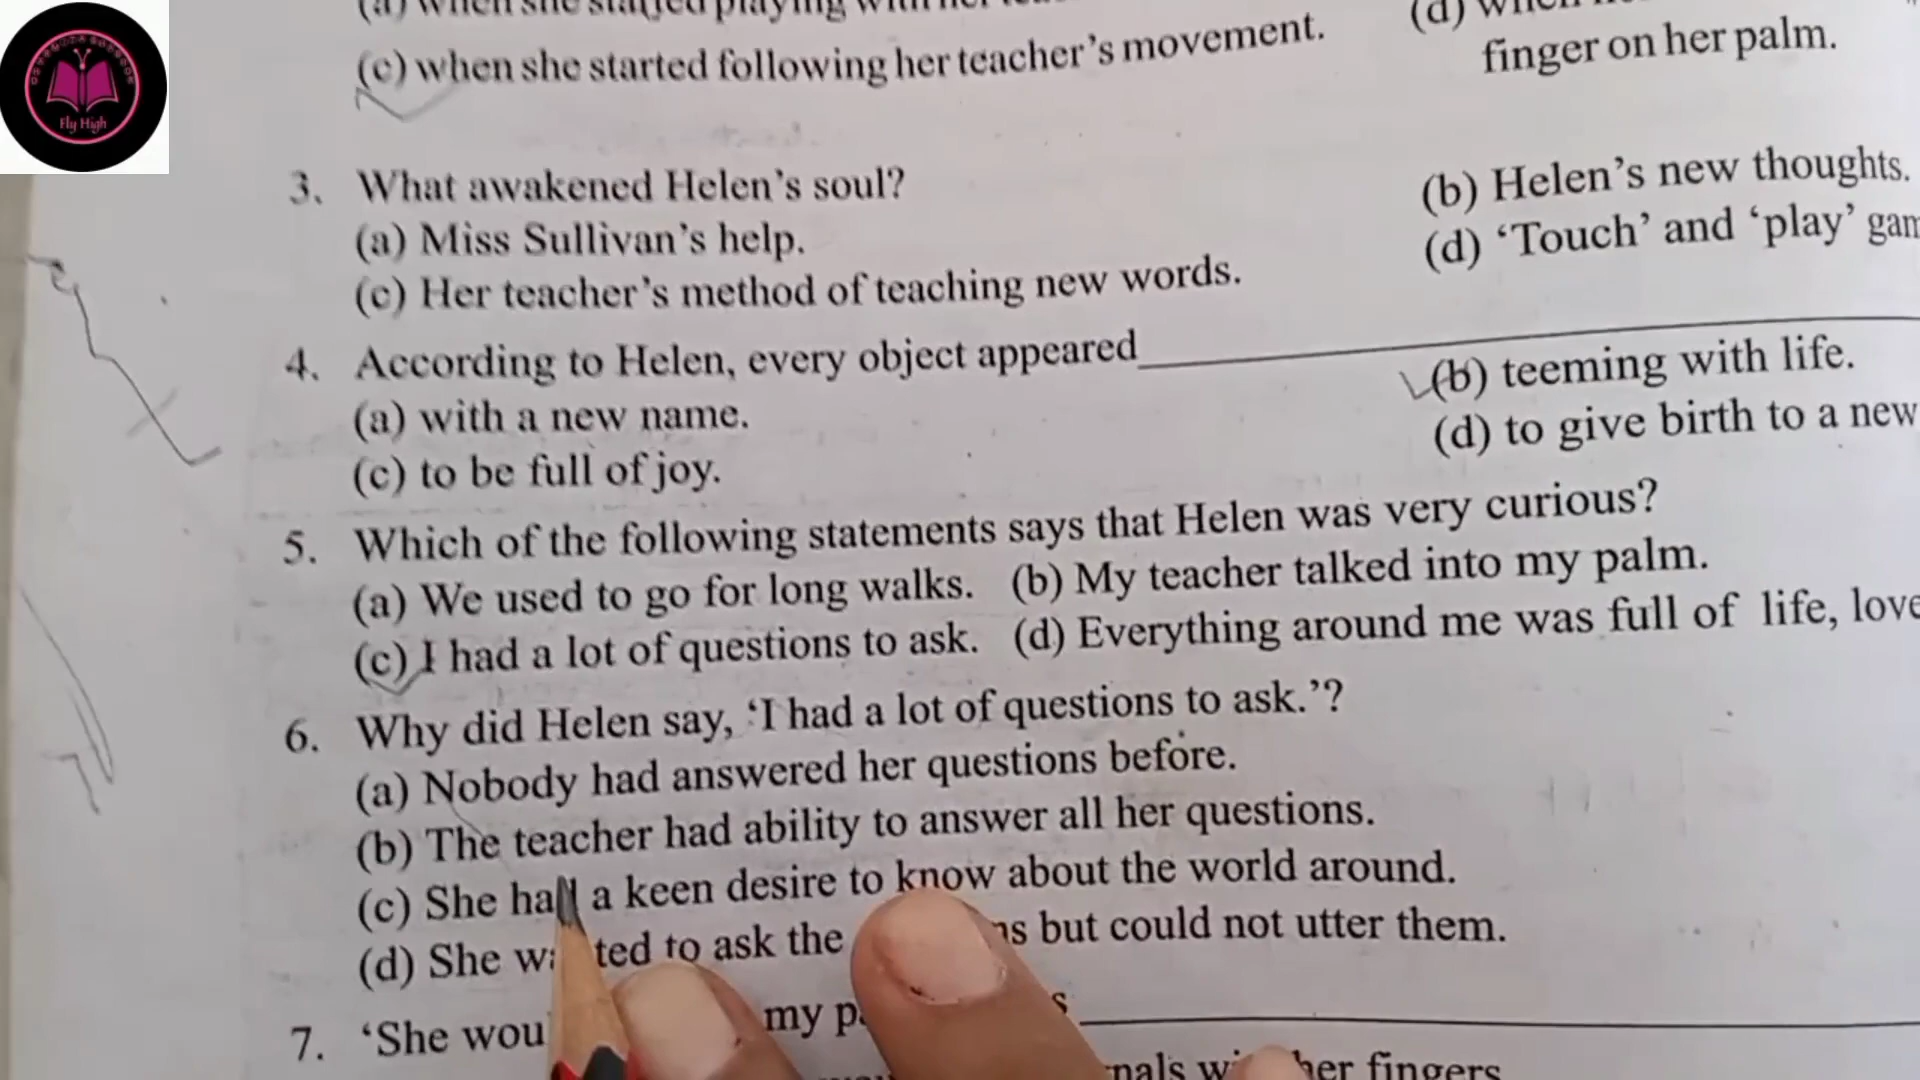 Fly High
(c) when she started following her teacher's movement.
finger on her palm.
3. What awakened Helen's soul?
(a) Miss Sullivan's help.
(b) Helen's new thoughts.
(c) Her teacher's method of teaching new words.
(d) 'Touch' and 'play'
4. According to Helen, every object appeared
(a) with a new name.
(b) teeming with life.
(c) to be full of joy.
(d) to give birth to a new
5. Which of the following statements says that Helen was very curious?
(a) We used to go for long walks. (b) My teacher talked into my palm.
(c) I had a lot of questions to ask. (d) Everything around me was full of life,
6. Why did Helen say, 'I had a lot of questions to ask.'?
(a) Nobody had answered her questions before.
(b) The teacher had ability to answer all her questions.
(c) She had a keen desire to know about the world around.
(d) She to ask the but could not utter them.
7. 'She my
her fingers